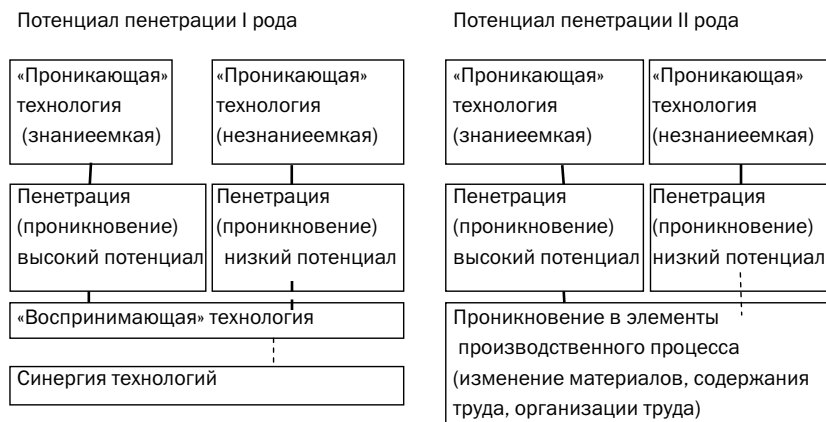 Потенциал пенетрации I рода
«Проникающая»
технология
(знаниеемкая)
«Проникающая»
технология
(незнаниеемкая)
Пенетрация
(проникновение)
высокий потенциал
Пенетрация
(проникновение)
низкий потенциал
«Воспринимающая» технология
Синергия технологий
Потенциал пенетрации II рода
«Проникающая»
технология
(знаниеемкая)
«Проникающая»
технология
(незнаниеемкая)
Пенетрация
(проникновение)
высокий потенциал
Пенетрация
(проникновение)
низкий потенциал
Проникновение в элементы
производственного процесса
(изменение материалов, содержания
труда, организации труда)